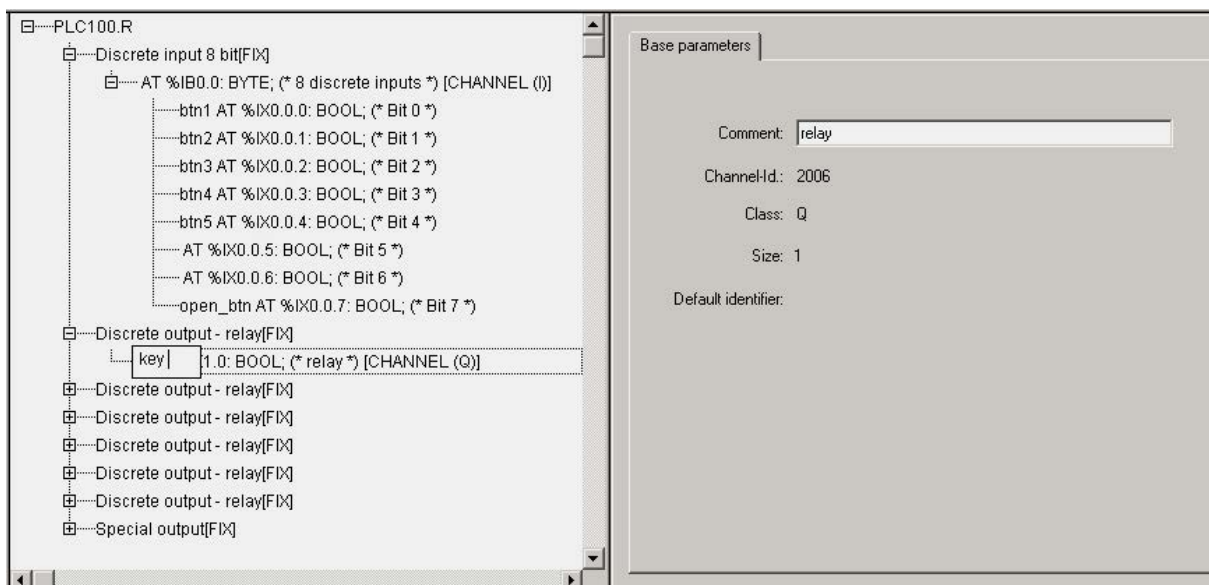 PLC100.R
Discrete input 8 bit[FIX]
AT %IB0.0: BYTE; (* 8 discrete inputs *) [CHANNEL (I)]
btn1 AT %IX0.0.0: BOOL; (* Bit 0 *)
btn2 AT %IX0.0.1: BOOL; (* Bit 1 *)
btn3 AT %IX0.0.2: BOOL; (* Bit 2 *)
btn4 AT %IX0.0.3: BOOL; (* Bit 3 *)
btn5 AT %IX0.0.4: BOOL; (* Bit 4 *)
AT %IX0.0.5: BOOL; (* Bit 5 *)
AT %IX0.0.6: BOOL; (* Bit 6 *)
open_btn AT %IX0.0.7: BOOL; (* Bit 7 *)
Discrete output - relay[FIX]
key 1.0: BOOL; (* relay *) [CHANNEL (Q)]
Discrete output - relay[FIX]
Discrete output - relay[FIX]
Discrete output - relay[FIX]
Discrete output - relay[FIX]
Discrete output - relay[FIX]
Special output[FIX]
Base parameters
Comment: relay
Channel-Id.: 2006
Class: Q
Size: 1
Default identifier: